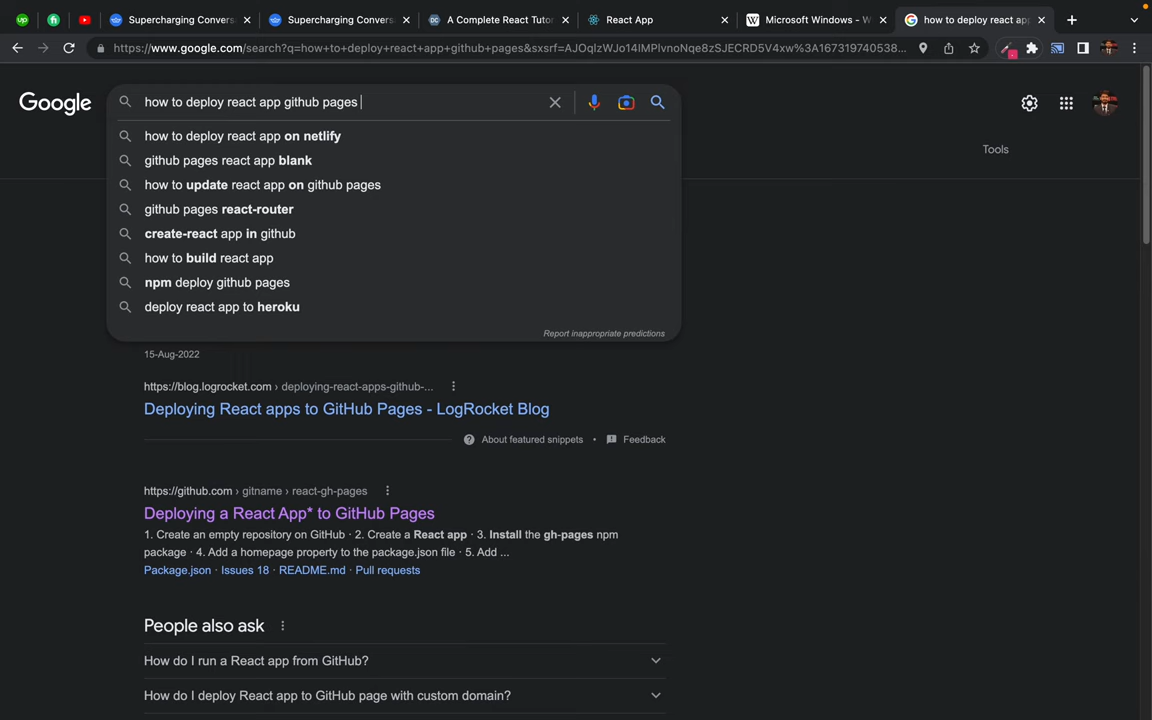 Supercharging Convers
Supercharging Convers
A Complete React Tutor
React App
Microsoft Windows - W
how to deploy react app
https://www.google.com/search?q=how+to+deploy+react+app+github+pages&sxsrf=AJOqlzWJo14IMPlvnoNqe8zSJECRD5V4xw%3A167319740538...
Google
how to deploy react app github pages
how to deploy react app on netlify
github pages react app blank
how to update react app on github pages
github pages react-router
create-react app in github
how to build react app
npm deploy github pages
deploy react app to heroku
Report inappropriate predictions
Tools
15-Aug-2022
https://blog.logrocket.com › deploying-react-apps-github-...
Deploying React apps to GitHub Pages - LogRocket Blog
About featured snippets • Feedback
https://github.com › gitname › react-gh-pages
Deploying a React App* to GitHub Pages
1. Create an empty repository on GitHub · 2. Create a React app · 3. Install the gh-pages npm
package · 4. Add a homepage property to the package.json file · 5. Add ...
Package.json · Issues 18 · README.md · Pull requests
People also ask
How do I run a React app from GitHub?
How do I deploy React app to GitHub page with custom domain?